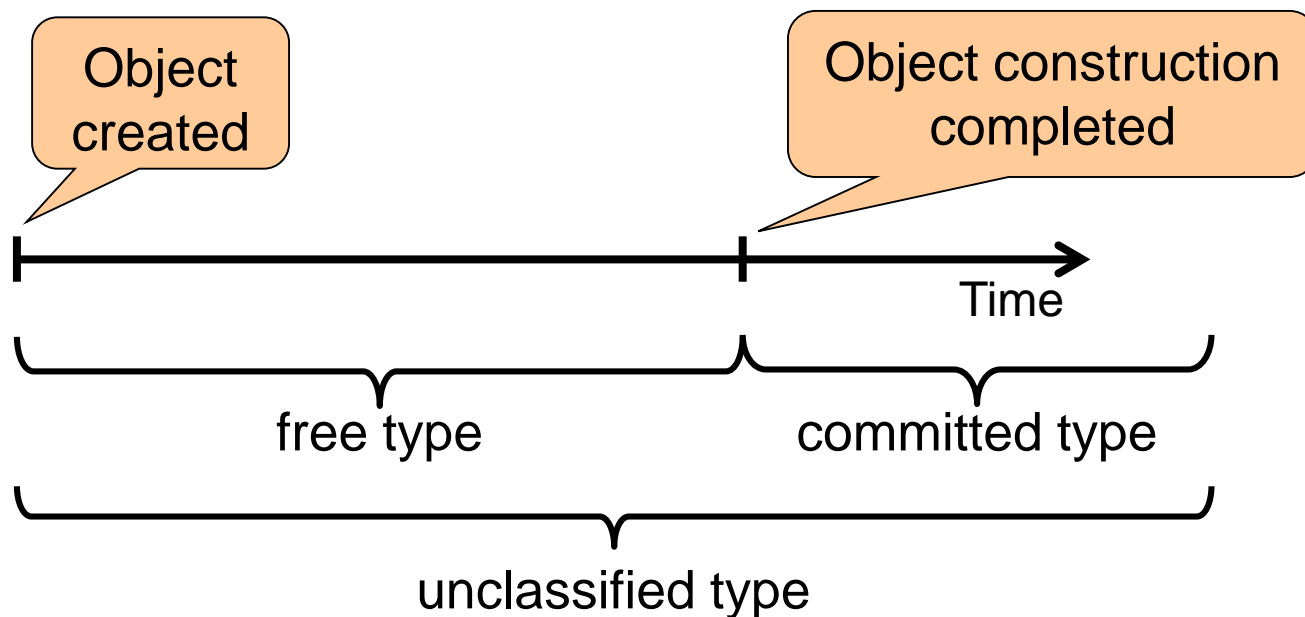 Object
created
Object construction
completed
Time
free type
committed type
unclassified type